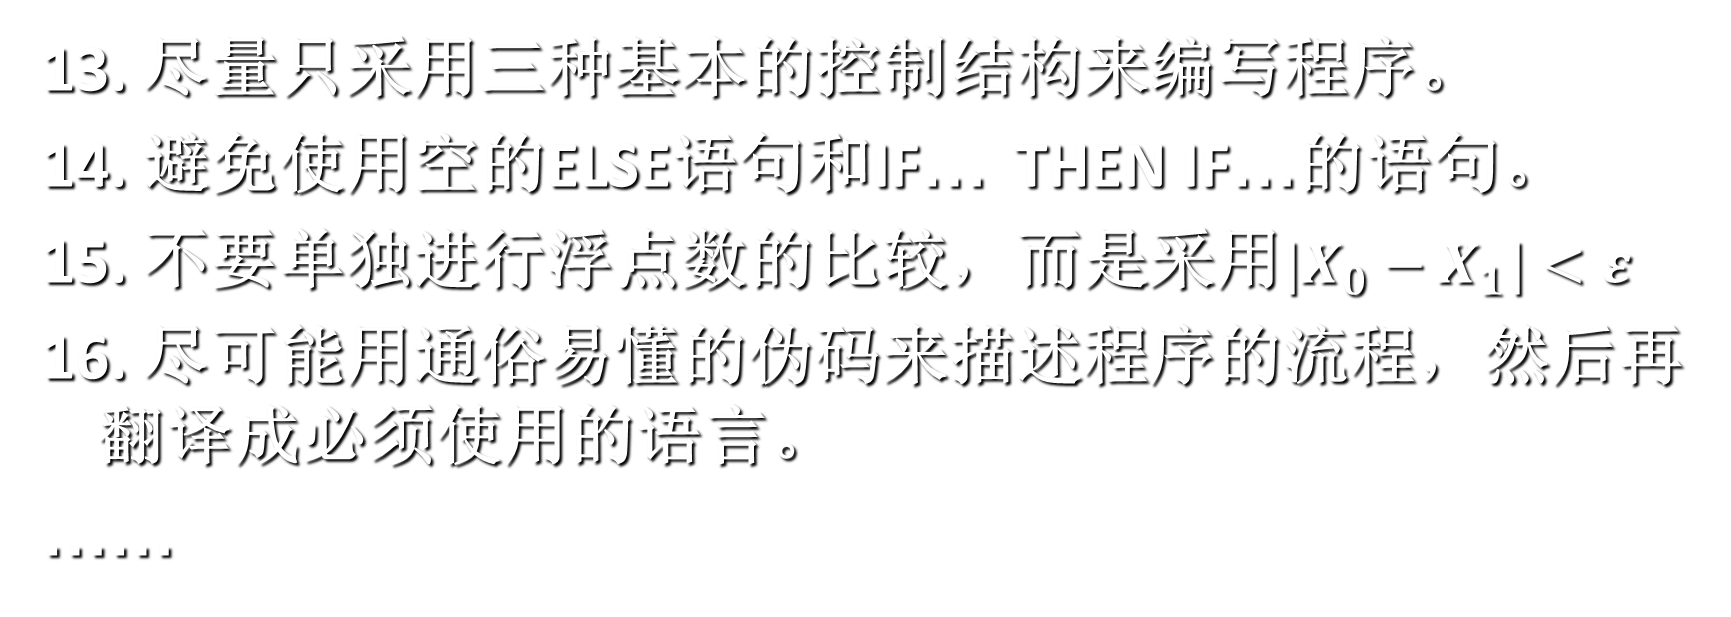 13. 尽量只采用三种基本的控制结构来编写程序。
14. 避免使用空的ELSE语句和IF… THEN IF…的语句。
15. 不要单独进行浮点数的比较，而是采用|X₀ − X₁| < ε
16. 尽可能用通俗易懂的伪码来描述程序的流程，然后再
翻译成必须使用的语言。
……